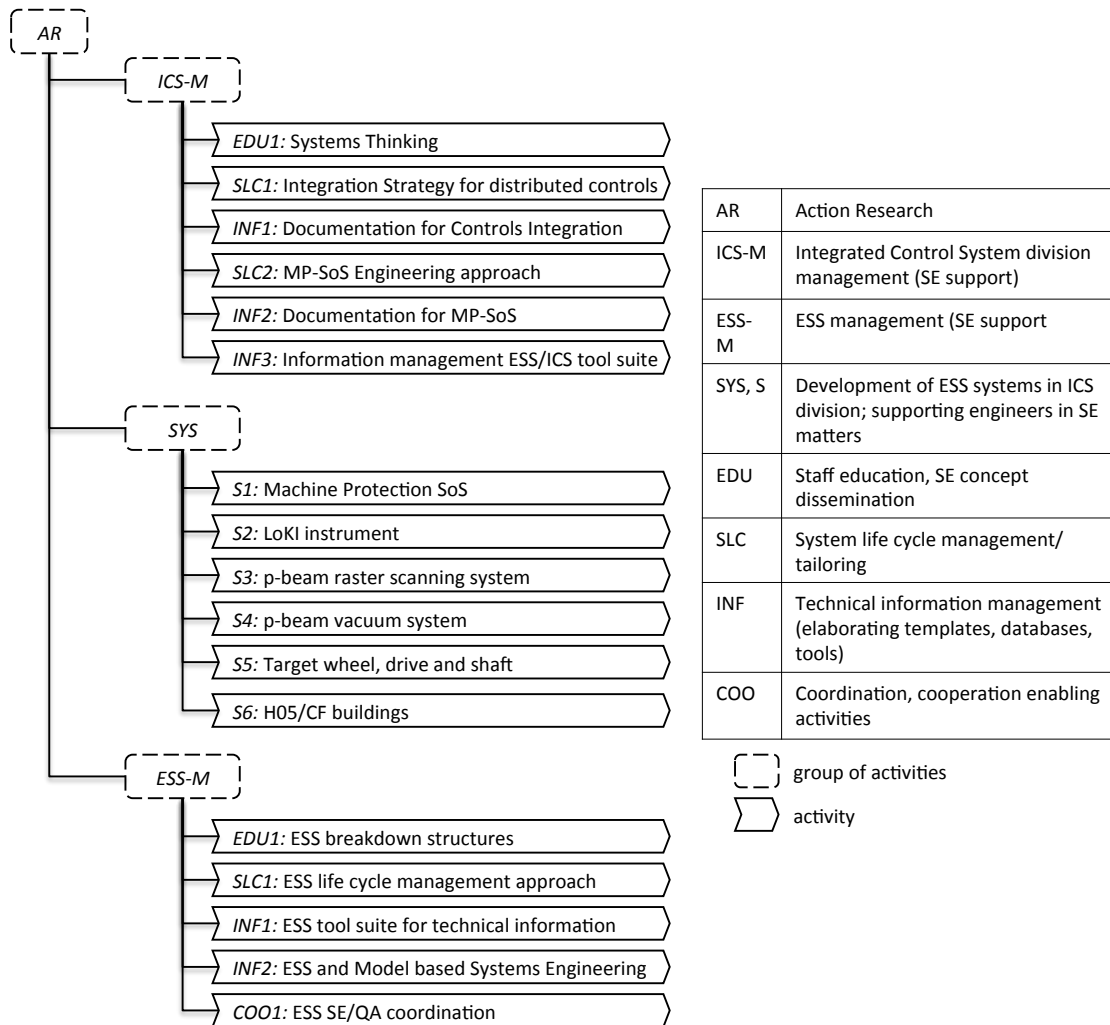 AR
ICS-M
EDU1: Systems Thinking
SLC1: Integration Strategy for distributed controls
INF1: Documentation for Controls Integration
SLC2: MP-SoS Engineering approach
INF2: Documentation for MP-SoS
INF3: Information management ESS/ICS tool suite
SYS
S1: Machine Protection SoS
S2: LoKI instrument
S3: p-beam raster scanning system
S4: p-beam vacuum system
S5: Target wheel, drive and shaft
S6: H05/CF buildings
ESS-M
EDU1: ESS breakdown structures
SLC1: ESS life cycle management approach
INF1: ESS tool suite for technical information
INF2: ESS and Model based Systems Engineering
COO1: ESS SE/QA coordination
AR Action Research
ICS-M Integrated Control System division
management (SE support)
ESS- ESS management (SE support
M
SYS, S Development of ESS systems in ICS
division; supporting engineers in SE
matters
EDU Staff education, SE concept
dissemination
SLC System life cycle management/
tailoring
INF Technical information management
(elaborating templates, databases,
tools)
COO Coordination, cooperation enabling
activities
group of activities
activity